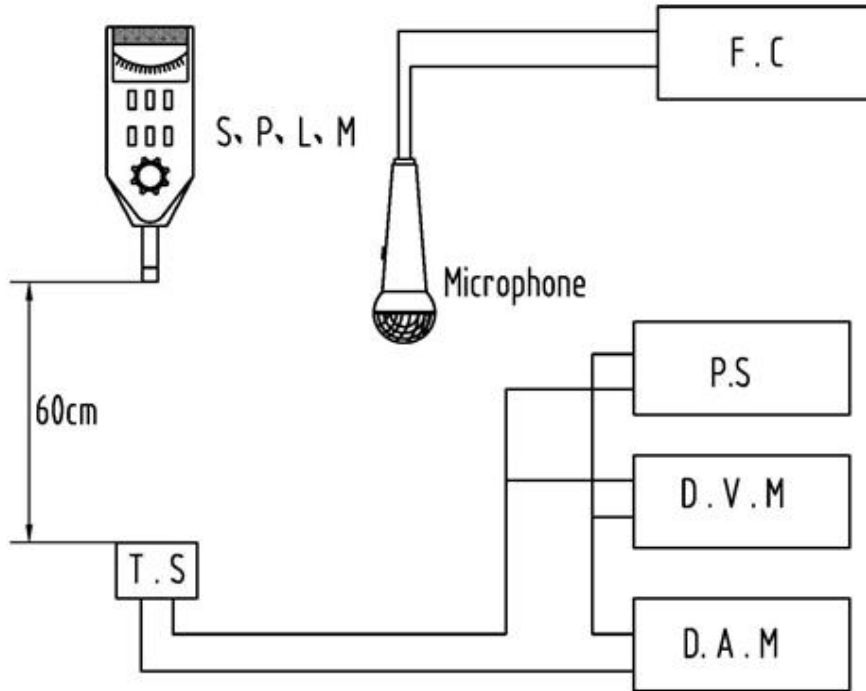 F.C
S、P、L、M
Microphone
P.S
60cm
D.V.M
T.S
D.A.M